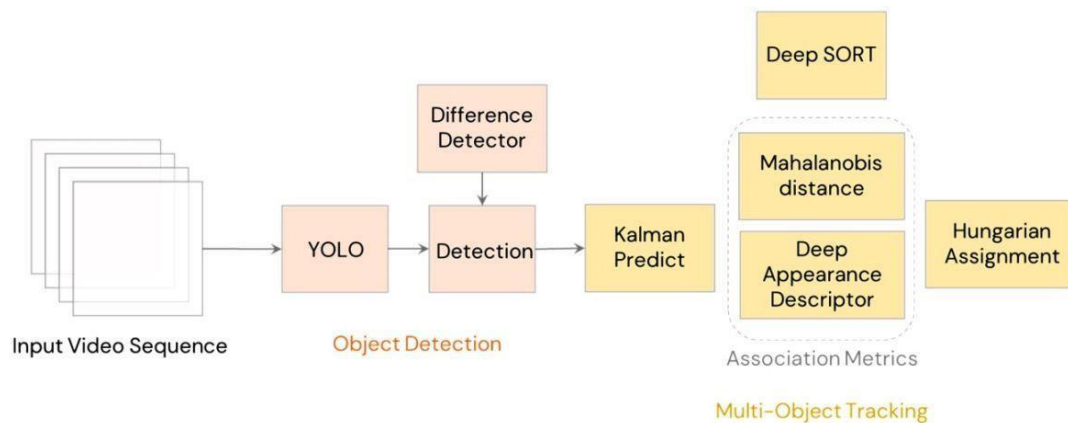 Deep SORT
Difference
Detector
Mahalanobis
distance
YOLO
Detection
Kalman
Predict
Deep
Appearance
Descriptor
Hungarian
Assignment
Input Video Sequence
Object Detection
Association Metrics
Multi-Object Tracking